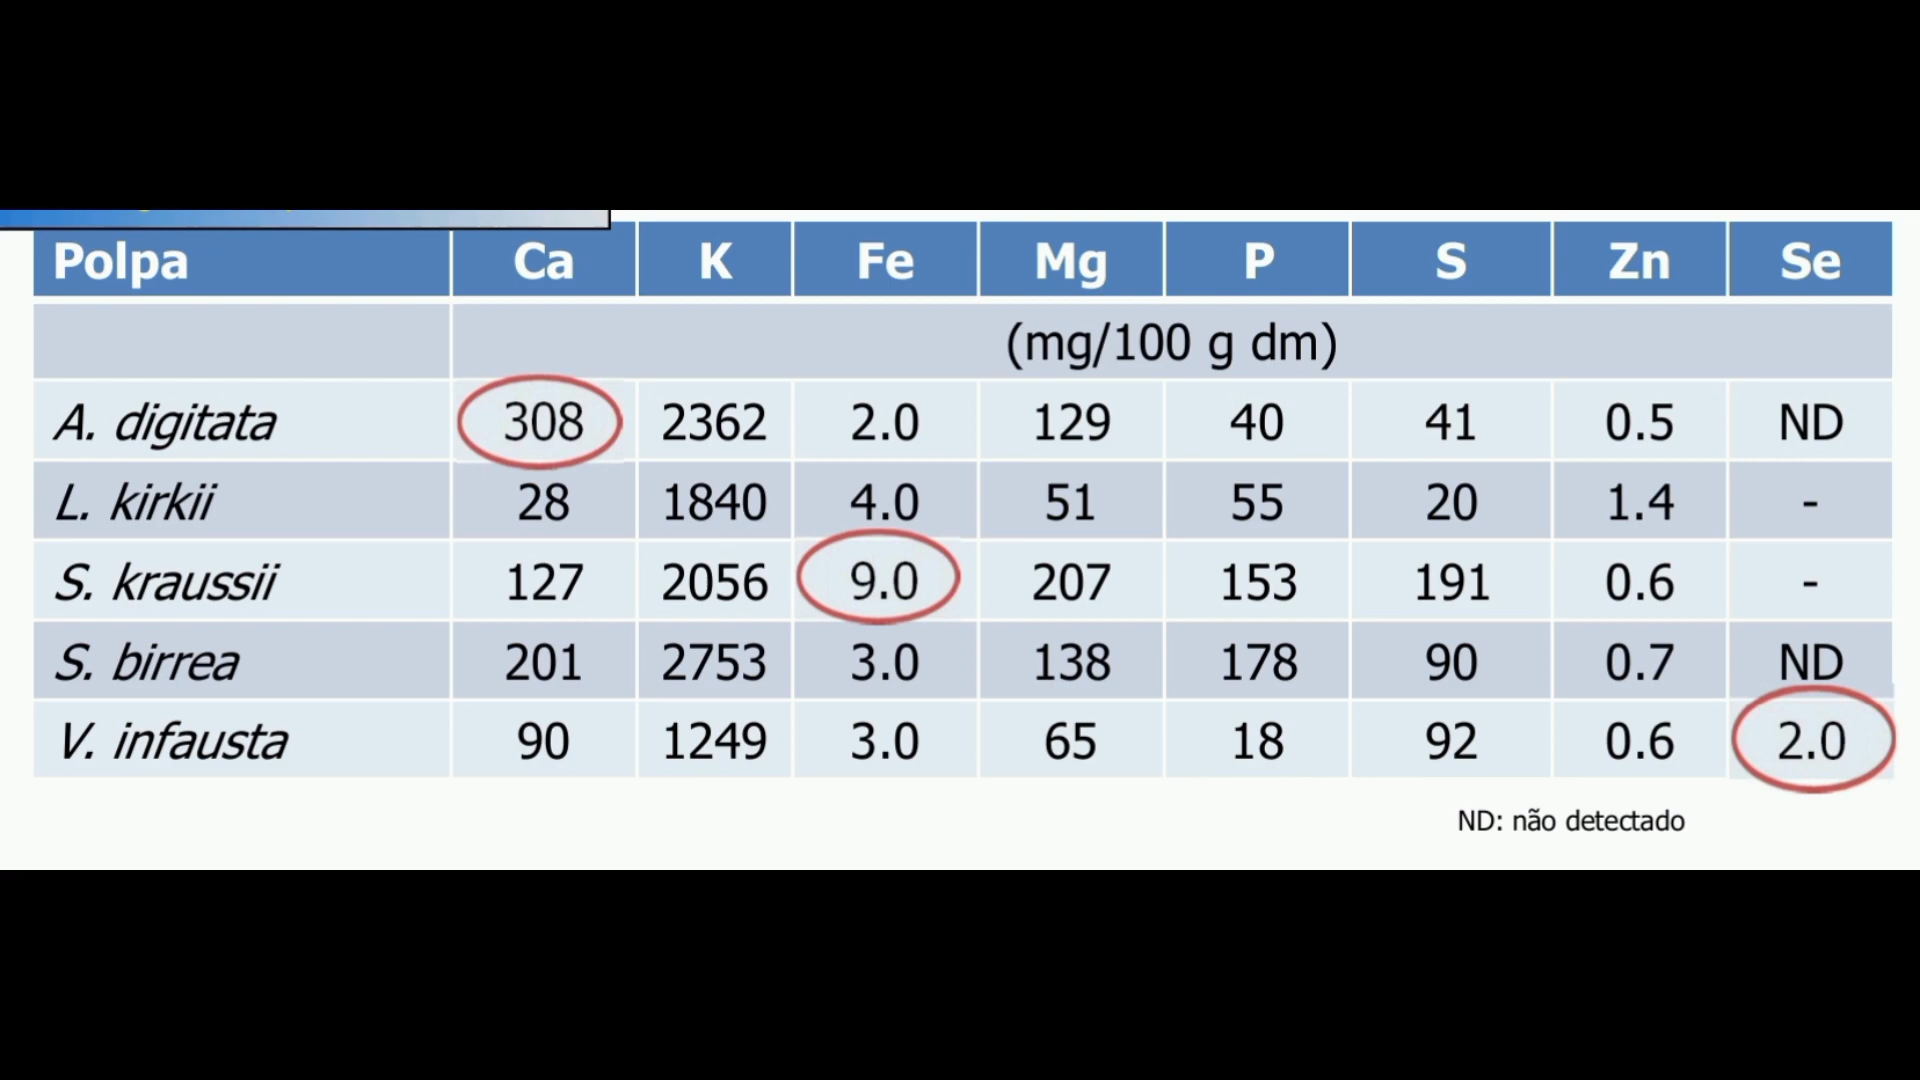 Polpa Ca K Fe Mg P S Zn Se
(mg/100 g dm)
A. digitata 308 2362 2.0 129 40 41 0.5 ND
L. kirkii 28 1840 4.0 51 55 20 1.4 -
S. kraussii 127 2056 9.0 207 153 191 0.6 -
S. birrea 201 2753 3.0 138 178 90 0.7 ND
V. infausta 90 1249 3.0 65 18 92 0.6 2.0
ND: não detectado